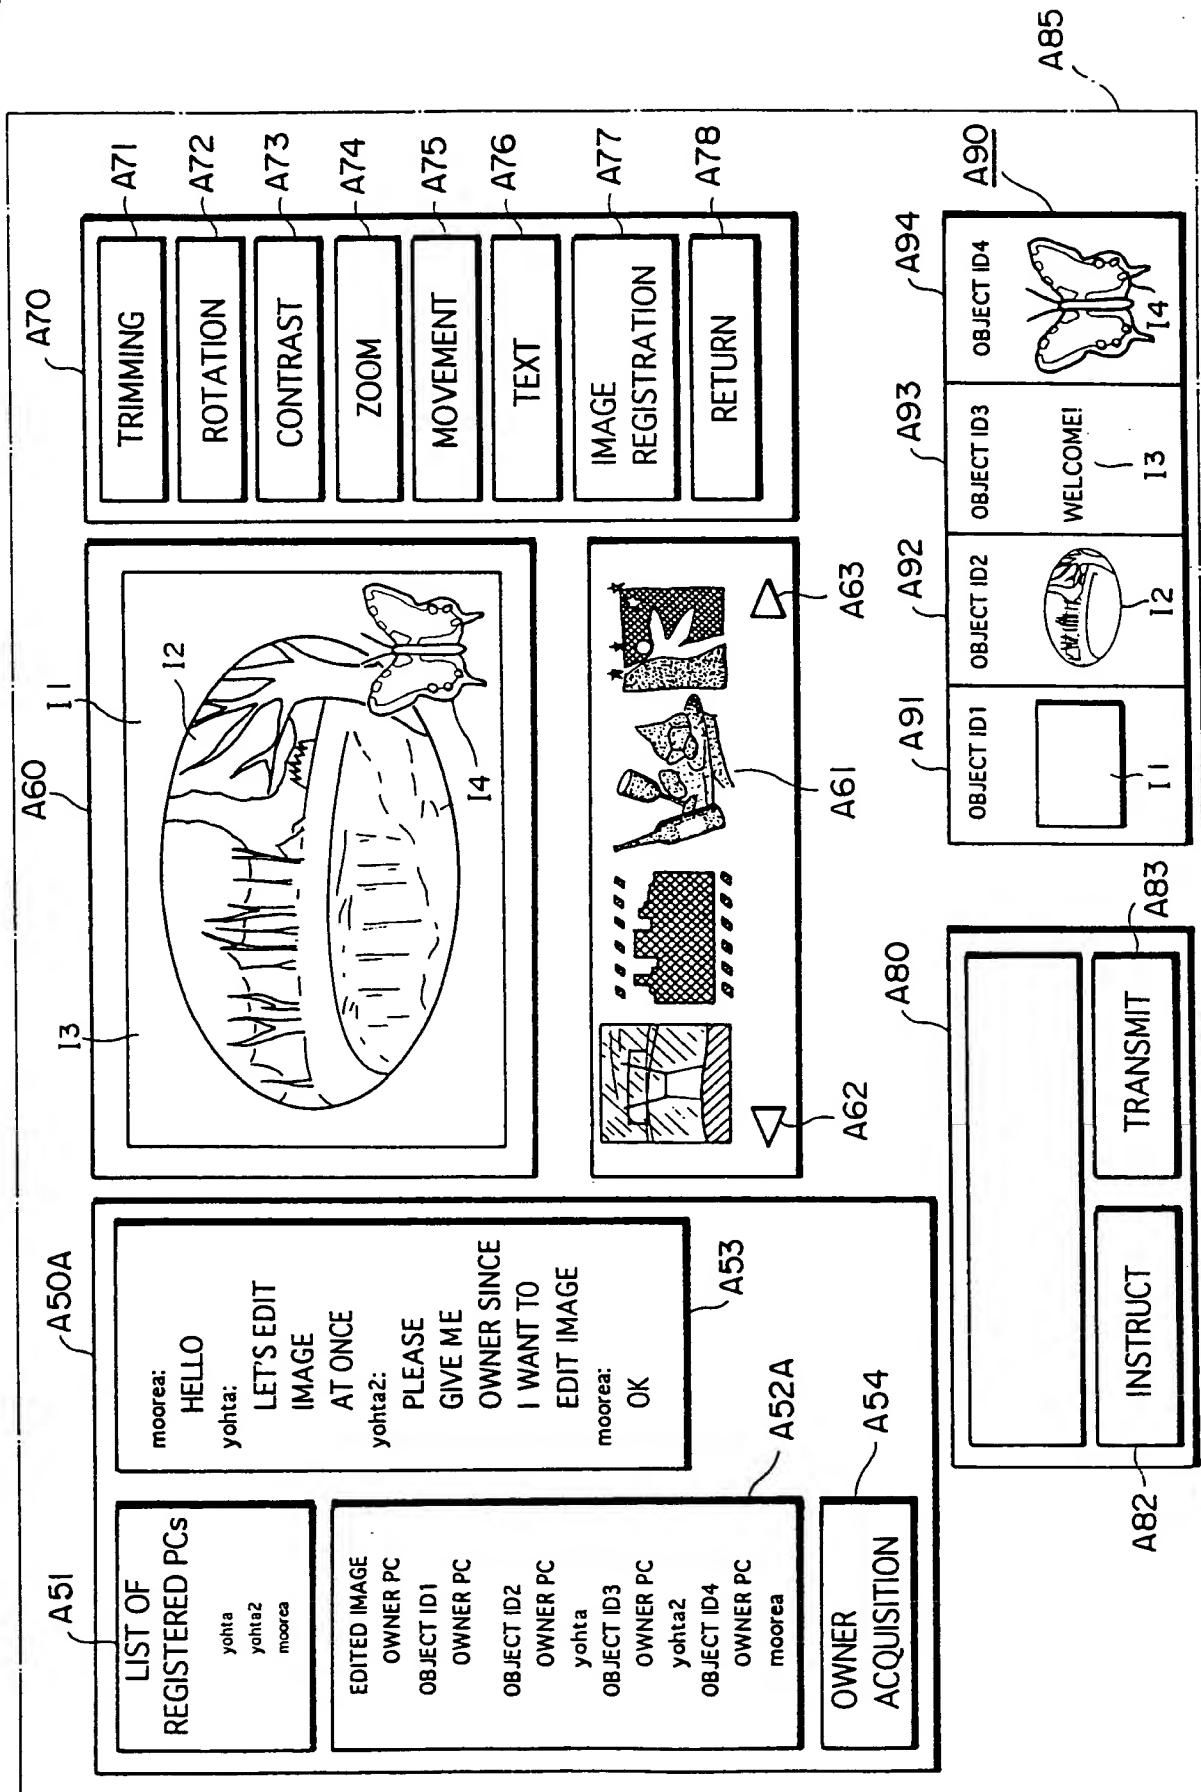 A85
A50A
A51
LIST OF
REGISTERED PCs
yohta
yohta2
moorea
EDITED IMAGE
OWNER PC
OBJECT ID1
OWNER PC
OBJECT ID2
OWNER PC
yohta
OBJECT ID3
OWNER PC
yohta2
OBJECT ID4
OWNER PC
moorea
A52A
OWNER
ACQUISITION
A54
moorea:
HELLO
yohta:
LET'S EDIT
IMAGE
AT ONCE
yohta2:
PLEASE
GIVE ME
OWNER SINCE
I WANT TO
EDIT IMAGE
moorea:
OK
A53
A60
I3
I1
I2
I4
A61
A62
A63
A70
TRIMMING
A71
ROTATION
A72
CONTRAST
A73
ZOOM
A74
MOVEMENT
A75
TEXT
A76
IMAGE
REGISTRATION
A77
RETURN
A78
A80
INSTRUCT
A82
TRANSMIT
A83
A90
A91
OBJECT ID1
I1
A92
OBJECT ID2
I2
A93
OBJECT ID3
WELCOME!
I3
A94
OBJECT ID4
I4